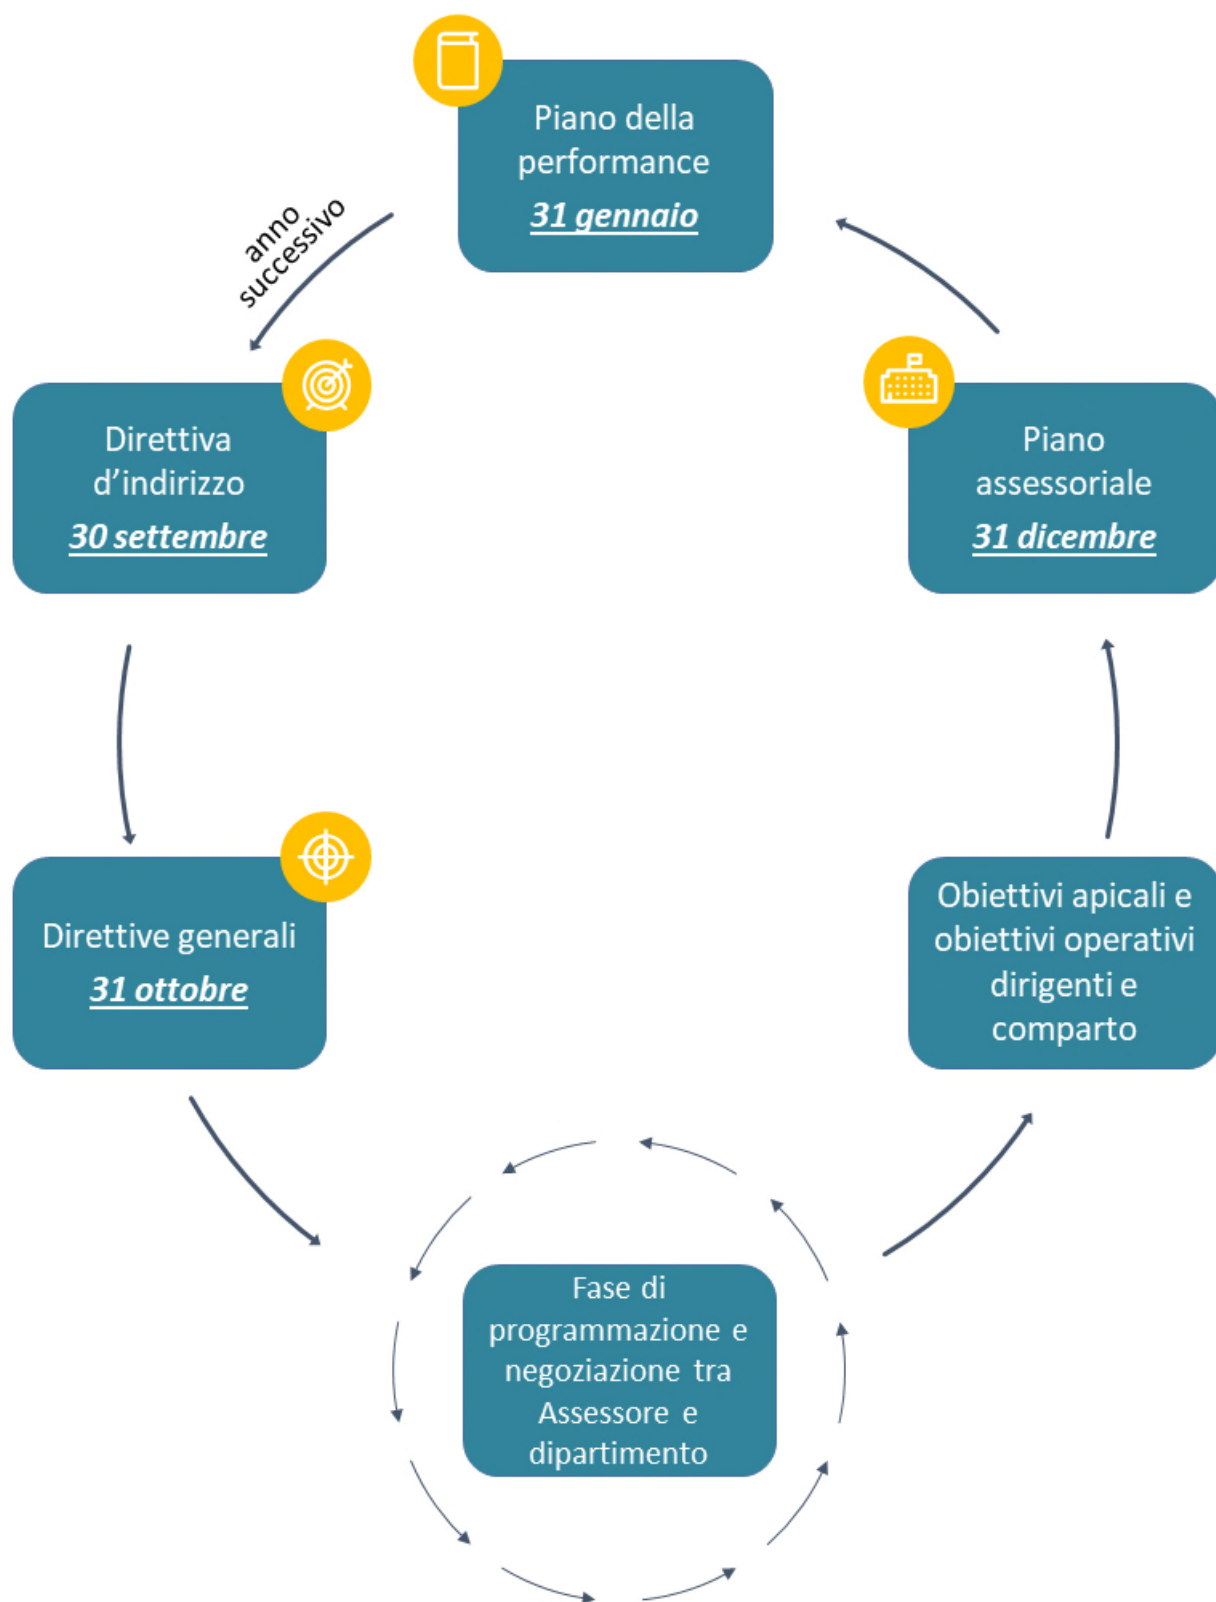 Piano della
performance
31 gennaio
anno
successivo
Direttiva
d’indirizzo
30 settembre
Piano
assessoriale
31 dicembre
Direttive generali
31 ottobre
Obiettivi apicali e
obiettivi operativi
dirigenti e
comparto
Fase di
programmazione e
negoziazione tra
Assessore e
dipartimento